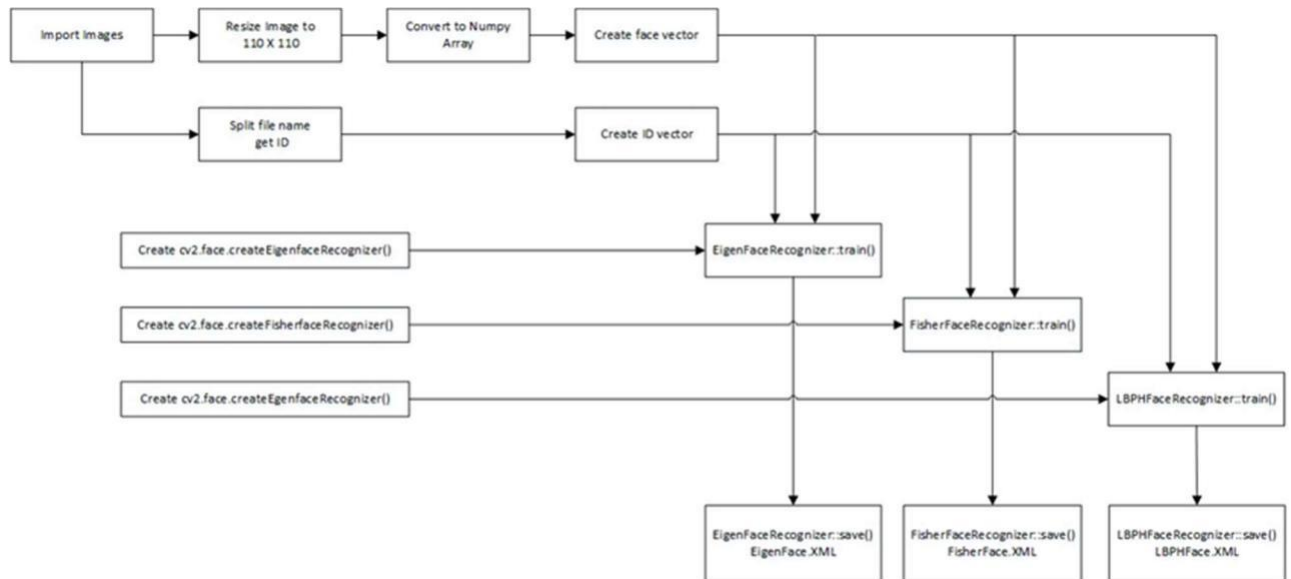 Import Images
Resize Image to
110 X 110
Convert to Numpy
Array
Create face vector
Split file name
get ID
Create ID vector
Create cv2.face.createEigenfaceRecognizer()
EigenFaceRecognizer::train()
Create cv2.face.createFisherfaceRecognizer()
FisherFaceRecognizer::train()
Create cv2.face.createEgenfaceRecognizer()
LBPHFaceRecognizer::train()
EigenFaceRecognizer::save()
EigenFace.XML
FisherFaceRecognizer::save()
FisherFace.XML
LBPHFaceRecognizer::save()
LBPHFace.XML